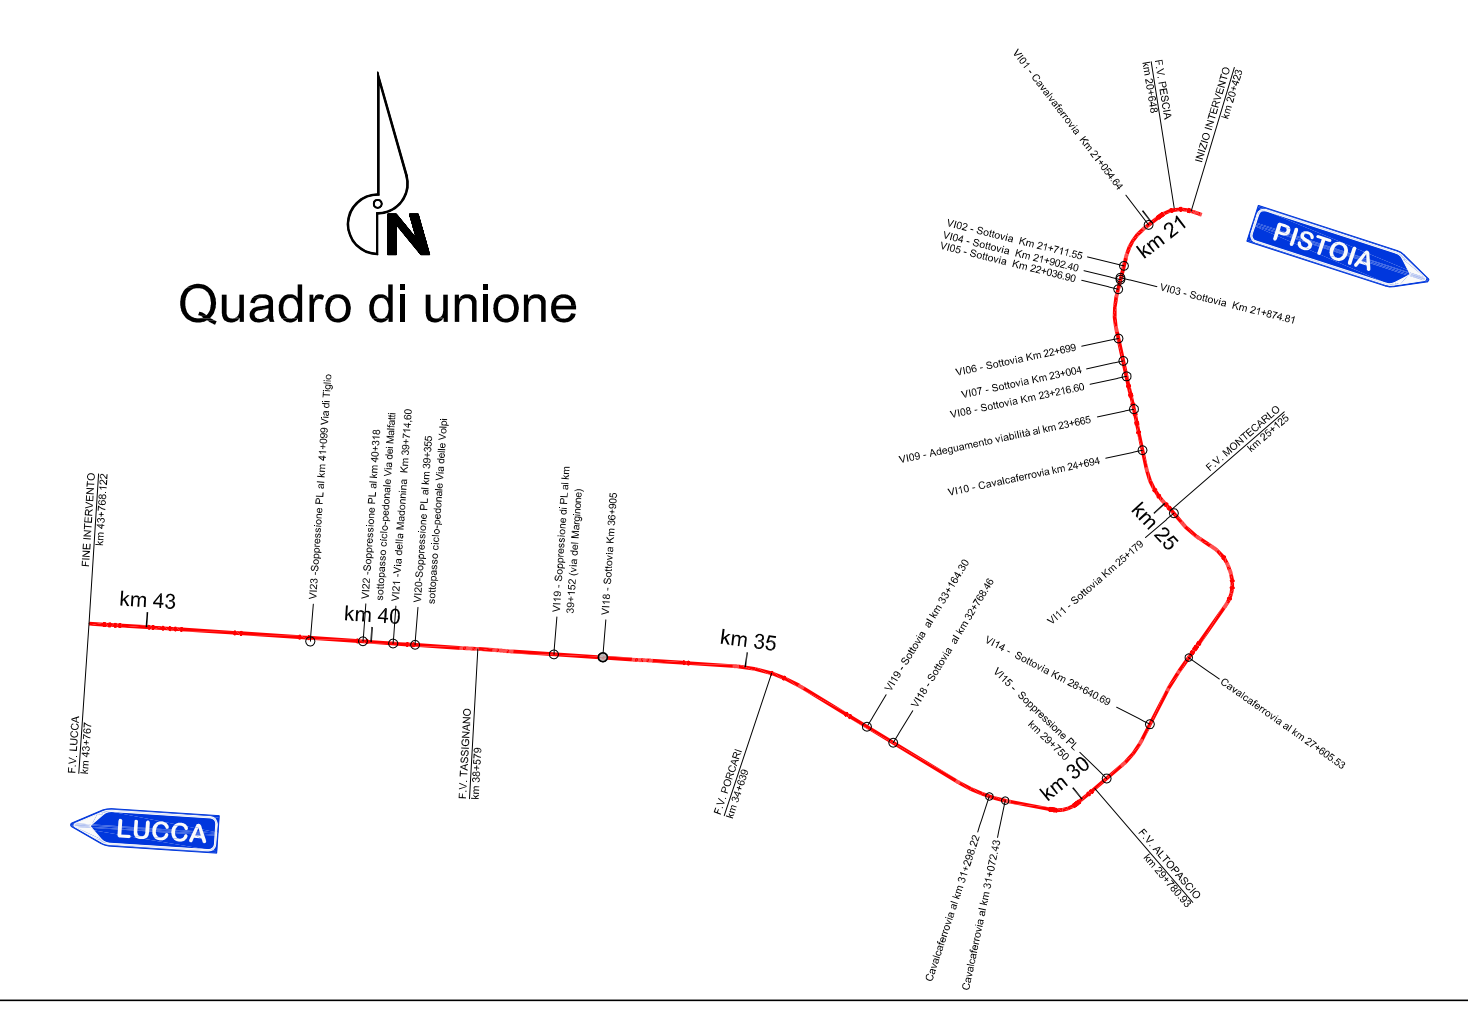 N
Quadro di unione
VI01 - Cavalvaferrovia Km 21+054.64
F.V. PESCIA
km 20+648
INIZIO INTERVENTO
km 20+423
km 21
PISTOIA
VI02 - Sottovia Km 21+711.55
VI04 - Sottovia Km 21+902.40
VI05 - Sottovia Km 22+036.90
VI03 - Sottovia Km 21+874.81
VI06 - Sottovia Km 22+699
VI07 - Sottovia Km 23+004
VI08 - Sottovia Km 23+216.60
VI09 - Adeguamento viabilità al km 23+665
VI10 - Cavalcaferrovia km 24+694
F.V. MONTECARLO
km 25+125
km 25
VI11 - Sottovia Km 25+179
Cavalcaferrovia al km 27+605.53
VI14 - Sottovia Km 28+640.69
VI15 - Soppressione PL
km 29+750
km 30
F.V. ALTOPASCIO
km 29+780.93
Cavalcaferrovia al km 31+072.43
Cavalcaferrovia al km 31+298.22
VI18 - Sottovia al km 32+768.46
VI19 - Sottovia al km 33+164.30
F.V. PORCARI
km 34+639
km 35
VI18 - Sottovia Km 36+905
VI19 - Soppressione di PL al km
39+152 (via del Marginone)
F.V. TASSIGNANO
km 38+579
VI20-Soppressione PL al km 39+355
sottopasso ciclo-pedonale Via delle Volpi
VI21 -Via della Madonnina Km 39+714,60
VI22 -Soppressione PL al km 40+318
sottopasso ciclo-pedonale Via dei Malfatti
km 40
VI23 -Soppressione PL al km 41+099 Via di Tiglio
km 43
FINE INTERVENTO
km 43+768.122
F.V. LUCCA
km 43+767
LUCCA